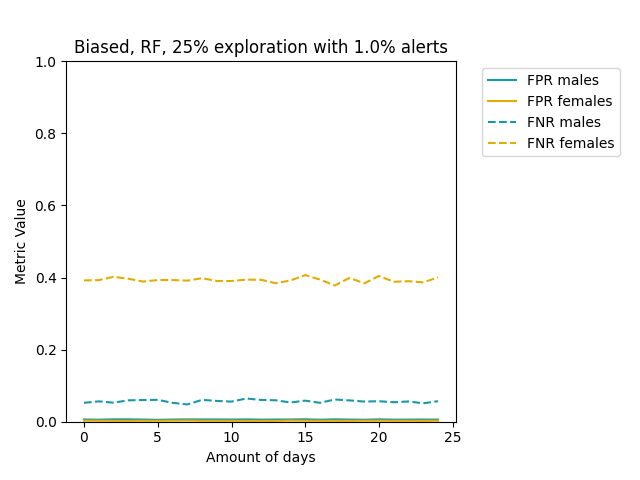 Biased, RF, 25% exploration with 1.0% alerts
FPR males
FPR females
FNR males
FNR females
Metric Value
1.0
0.8
0.6
0.4
0.2
0.0
0 5 10 15 20 25
Amount of days